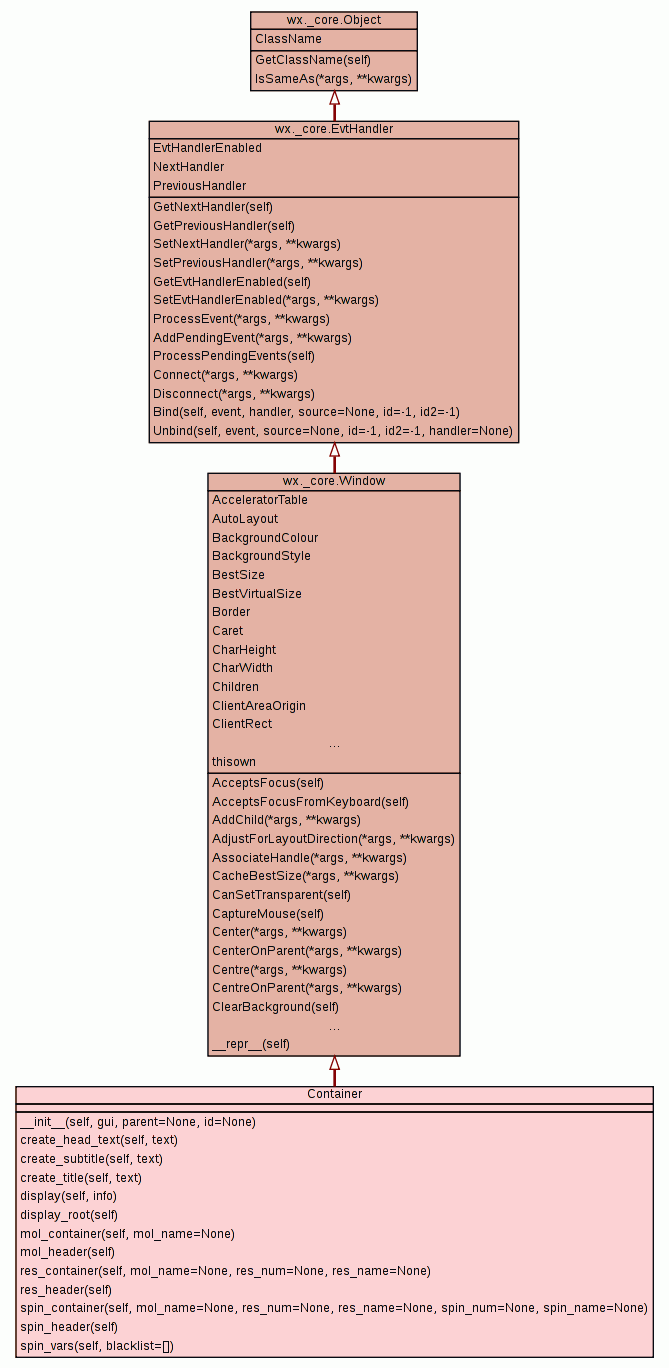 wx._core.Object
ClassName
GetClassName(self)
IsSameAs(*args, **kwargs)
wx._core.EvtHandler
EvtHandlerEnabled
NextHandler
PreviousHandler
GetNextHandler(self)
GetPreviousHandler(self)
SetNextHandler(*args, **kwargs)
SetPreviousHandler(*args, **kwargs)
GetEvtHandlerEnabled(self)
SetEvtHandlerEnabled(*args, **kwargs)
ProcessEvent(*args, **kwargs)
AddPendingEvent(*args, **kwargs)
ProcessPendingEvents(self)
Connect(*args, **kwargs)
Disconnect(*args, **kwargs)
Bind(self, event, handler, source=None, id=-1, id2=-1)
Unbind(self, event, source=None, id=-1, id2=-1, handler=None)
wx._core.Window
AcceleratorTable
AutoLayout
BackgroundColour
BackgroundStyle
BestSize
BestVirtualSize
Border
Caret
CharHeight
CharWidth
Children
ClientAreaOrigin
ClientRect
...
thisown
AcceptsFocus(self)
AcceptsFocusFromKeyboard(self)
AddChild(*args, **kwargs)
AdjustForLayoutDirection(*args, **kwargs)
AssociateHandle(*args, **kwargs)
CacheBestSize(*args, **kwargs)
CanSetTransparent(self)
CaptureMouse(self)
Center(*args, **kwargs)
CenterOnParent(*args, **kwargs)
Centre(*args, **kwargs)
CentreOnParent(*args, **kwargs)
ClearBackground(self)
...
__repr__(self)
Container
__init__(self, gui, parent=None, id=None)
create_head_text(self, text)
create_subtitle(self, text)
create_title(self, text)
display(self, info)
display_root(self)
mol_container(self, mol_name=None)
mol_header(self)
res_container(self, mol_name=None, res_num=None, res_name=None)
res_header(self)
spin_container(self, mol_name=None, res_num=None, res_name=None, spin_num=None, spin_name=None)
spin_header(self)
spin_vars(self, blacklist=[])